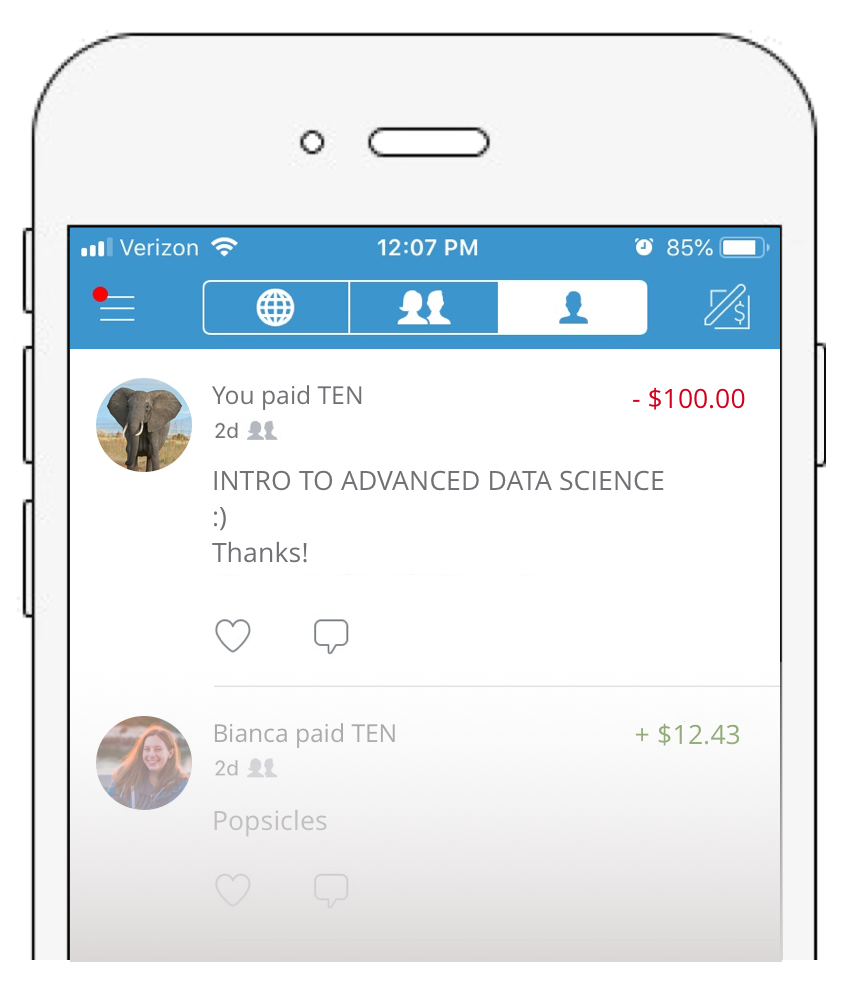 Verizon 12:07 PM 85%
$
You paid TEN - $100.00
2d
INTRO TO ADVANCED DATA SCIENCE
:)
Thanks!
Bianca paid TEN + $12.43
2d
Popsicles